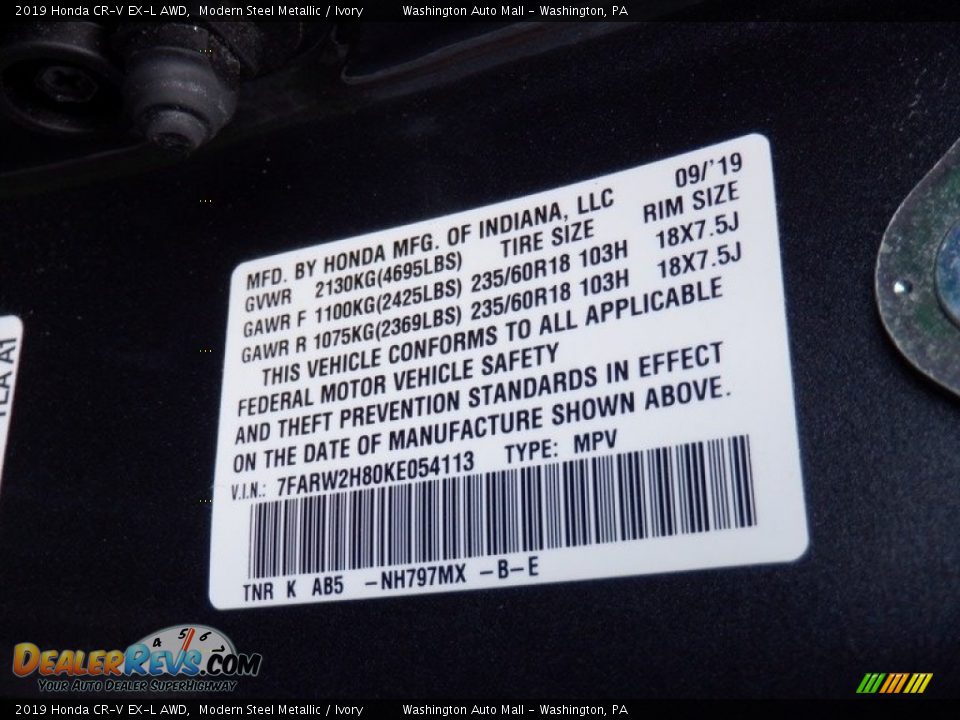 2019 Honda CR-V EX-L AWD, Modern Steel Metallic / Ivory Washington Auto Mall - Washington, PA
MFD. BY HONDA MFG. OF INDIANA, LLC 09/'19
GVWR 2130KG(4695LBS) TIRE SIZE RIM SIZE
GAWR F 1100KG(2425LBS) 235/60R18 103H 18X7.5J
GAWR R 1075KG(2369LBS) 235/60R18 103H 18X7.5J
THIS VEHICLE CONFORMS TO ALL APPLICABLE
FEDERAL MOTOR VEHICLE SAFETY
AND THEFT PREVENTION STANDARDS IN EFFECT
ON THE DATE OF MANUFACTURE SHOWN ABOVE.
V.I.N.: 7FARW2H80KE054113 TYPE: MPV
TNR K AB5 -NH797MX -B-E
TLA A1
4 5 6
DEALERREVS.COM
Your Auto Dealer SuperHighway
2019 Honda CR-V EX-L AWD, Modern Steel Metallic / Ivory Washington Auto Mall - Washington, PA